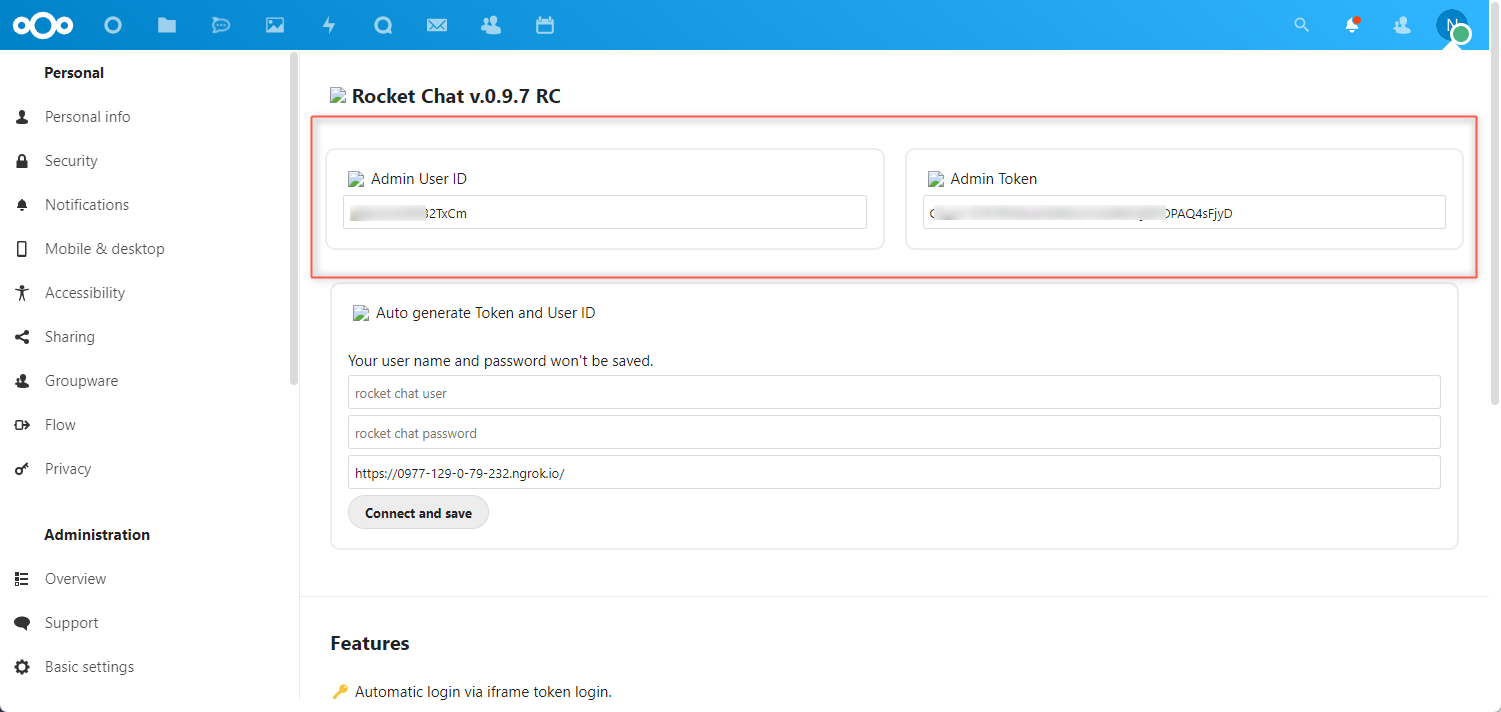 N
Personal
Personal info
Security
Notifications
Mobile & desktop
Accessibility
Sharing
Groupware
Flow
Privacy
Administration
Overview
Support
Basic settings
Rocket Chat v.0.9.7 RC
Admin User ID
2TxCm
Admin Token
PAQ4sFjyD
Auto generate Token and User ID
Your user name and password won't be saved.
rocket chat user
rocket chat password
https://0977-129-0-79-232.ngrok.io/
Connect and save
Features
Automatic login via iframe token login.